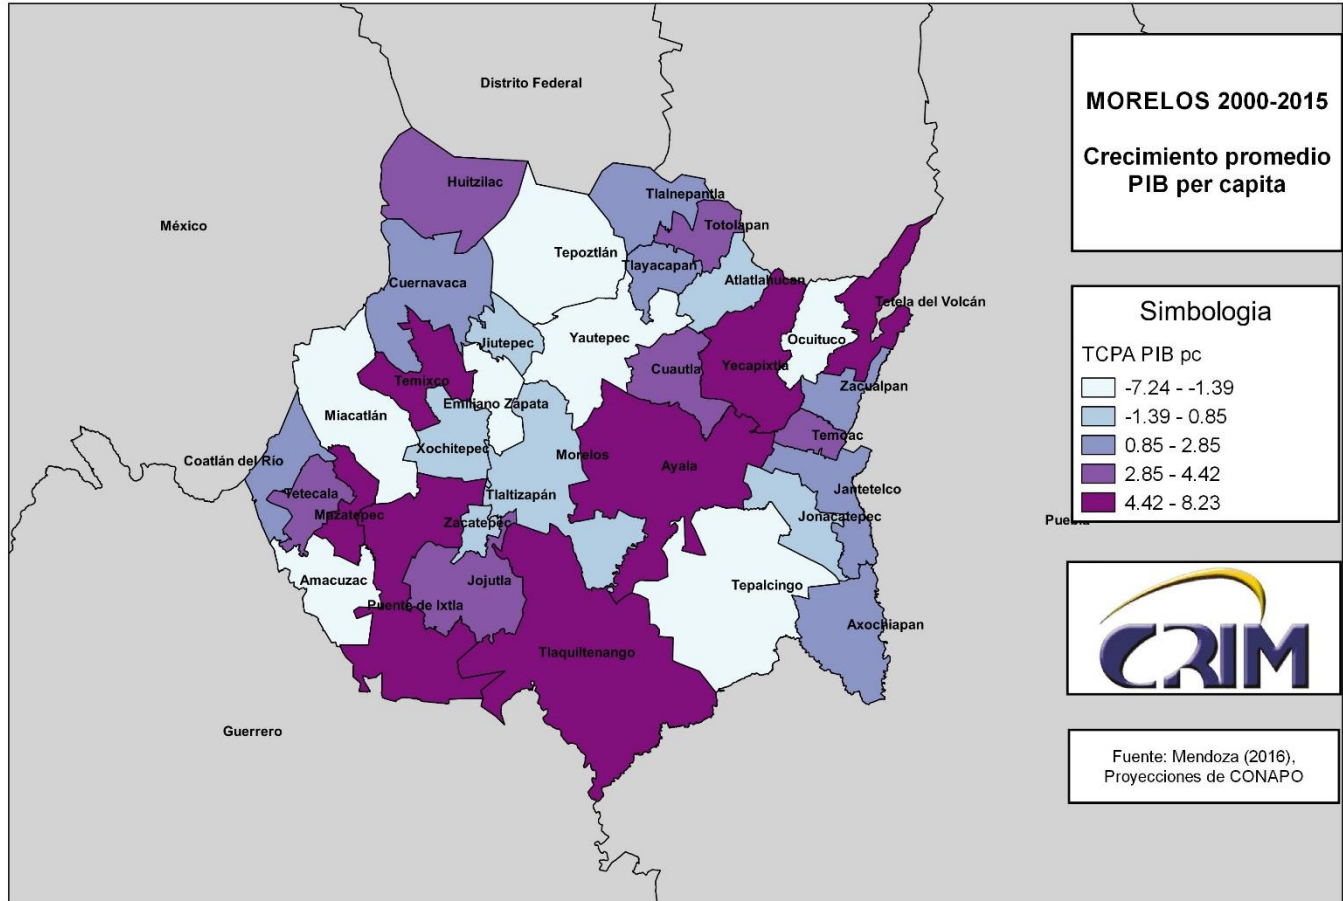 Distrito Federal
México
Huitzilac
Tlalnepantla
Totolapan
Tepoztlán
Tlayacapan
Atlatlahucan
Cuernavaca
Tetela del Volcán
Jiutepec
Yautepec
Ocuituco
Cuautla
Yecapixtla
Temixco
Zacualpan
Emiliano Zapata
Miacatlán
Temoac
Xochitepec
Morelos
Coatlán del Río
Ayala
Tetecala
Tlaltizapán
Jantetelco
Mazatepec
Zacatepec
Jonacatepec
Puebla
Amacuzac
Jojutla
Tepalcingo
Puente de Ixtla
Axochiapan
Tlaquiltenango
Guerrero
MORELOS 2000-2015
Crecimiento promedio
PIB per capita
Simbologia
TCPA PIB pc
-7.24 - -1.39
-1.39 - 0.85
0.85 - 2.85
2.85 - 4.42
4.42 - 8.23
CRIM
Fuente: Mendoza (2016),
Proyecciones de CONAPO